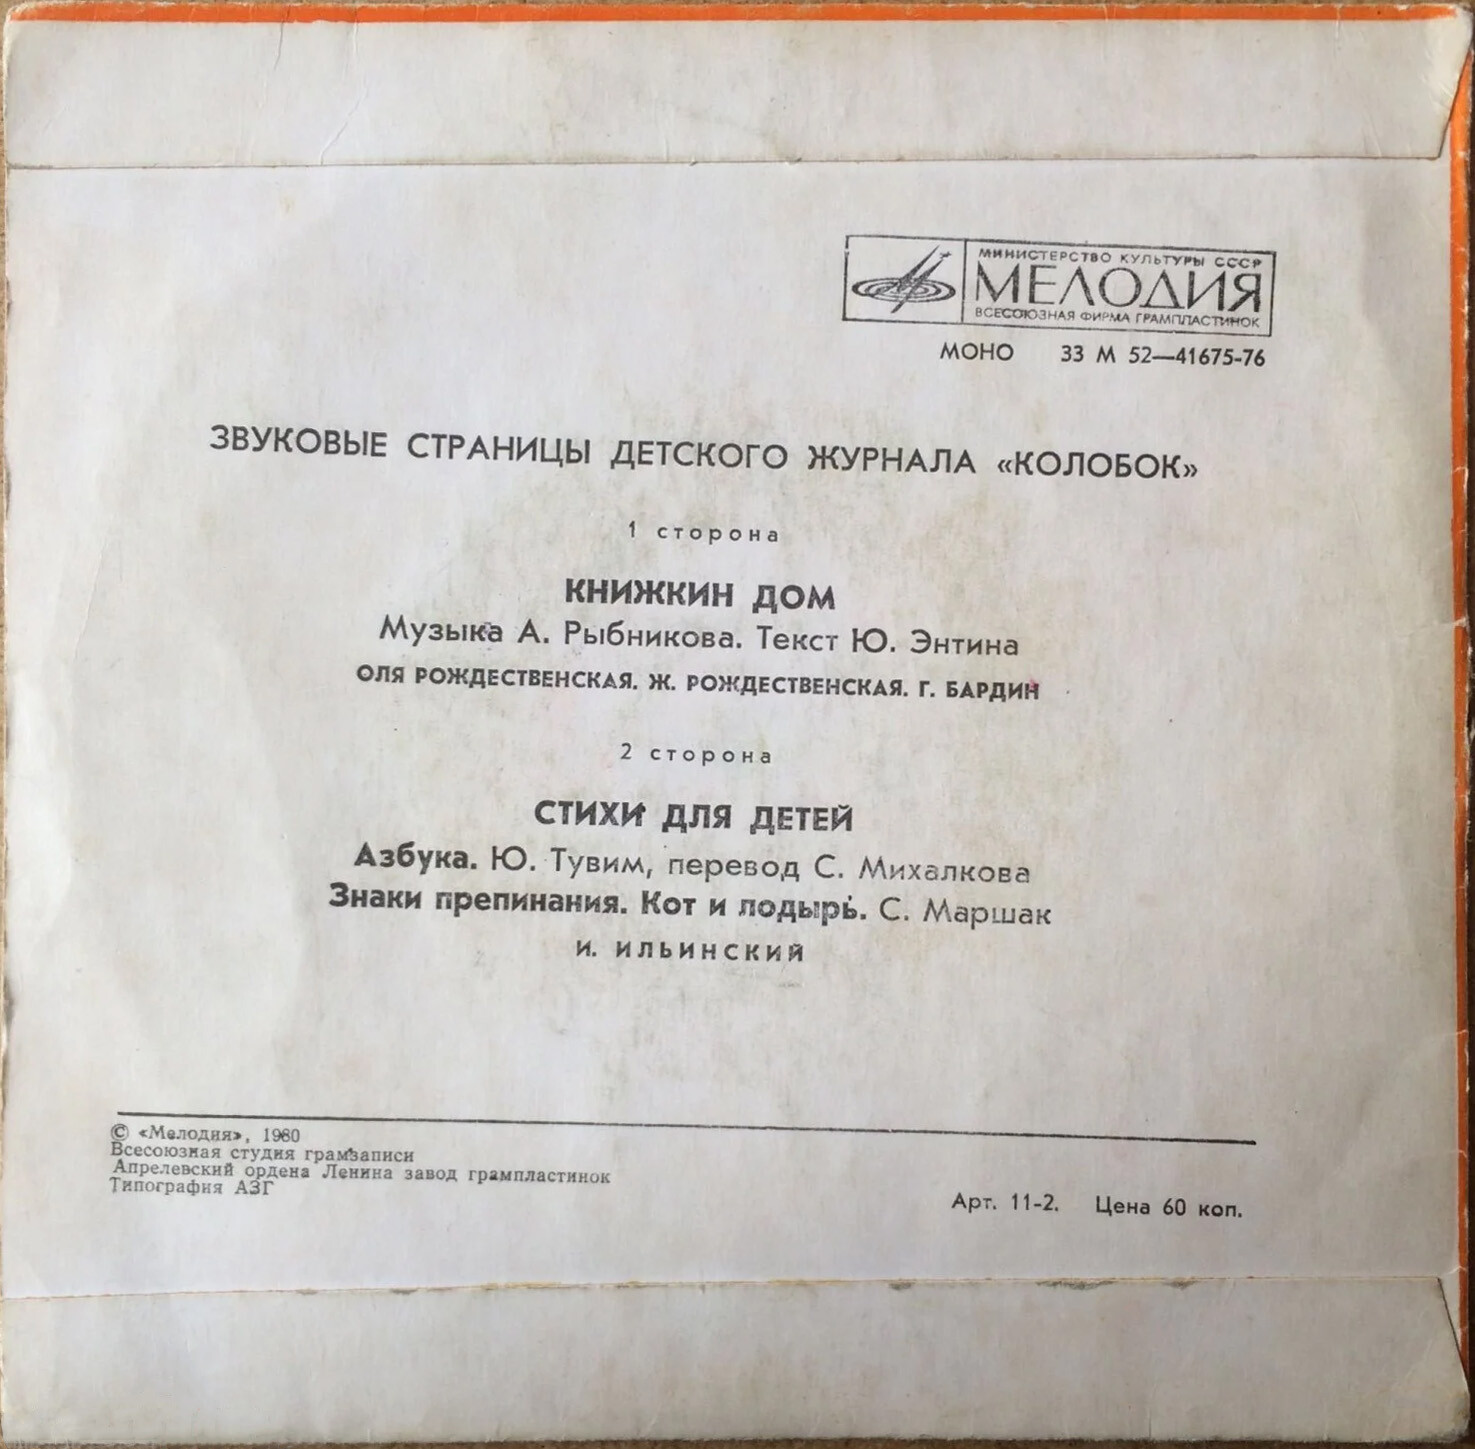 МИНИСТЕРСТВО КУЛЬТУРЫ СССР
МЕЛОДИЯ
ВСЕСОЮЗНАЯ ФИРМА ГРАМПЛАСТИНОК
МОНО 33 М 52—41675-76
ЗВУКОВЫЕ СТРАНИЦЫ ДЕТСКОГО ЖУРНАЛА «КОЛОБОК»
1 сторона
КНИЖКИН ДОМ
Музыка А. Рыбникова. Текст Ю. Энтина
ОЛЯ РОЖДЕСТВЕНСКАЯ. Ж. РОЖДЕСТВЕНСКАЯ. Г. БАРДИН
2 сторона
СТИХИ ДЛЯ ДЕТЕЙ
Азбука. Ю. Тувим, перевод С. Михалкова
Знаки препинания. Кот и лодырь. С. Маршак
И. ИЛЬИНСКИЙ
© «Мелодия», 1980
Всесоюзная студия грамзаписи
Апрелевский ордена Ленина завод грампластинок
Типография АЗГ
Арт. 11-2. Цена 60 коп.